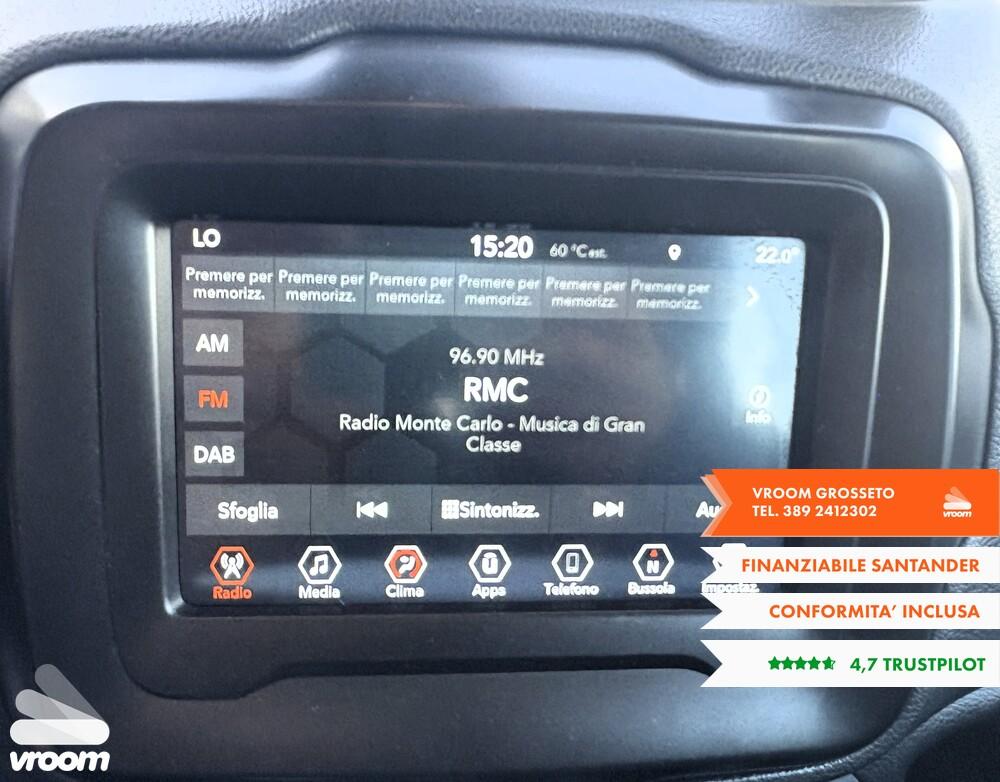 LO 15:20 60 °C est. 22.0°
Premere per memorizz.
Premere per memorizz.
Premere per memorizz.
Premere per memorizz.
Premere per memorizz.
Premere per memorizz.
AM
FM
DAB
96.90 MHz
RMC
Radio Monte Carlo - Musica di Gran
Classe
Info
Sfoglia
Sintonizz.
Au
Radio
Media
Clima
Apps
Telefono
Bussola
Impostaz.
VROOM GROSSETO
TEL. 389 2412302
vroom
FINANZIABILE SANTANDER
CONFORMITA’ INCLUSA
4,7 TRUSTPILOT
vroom